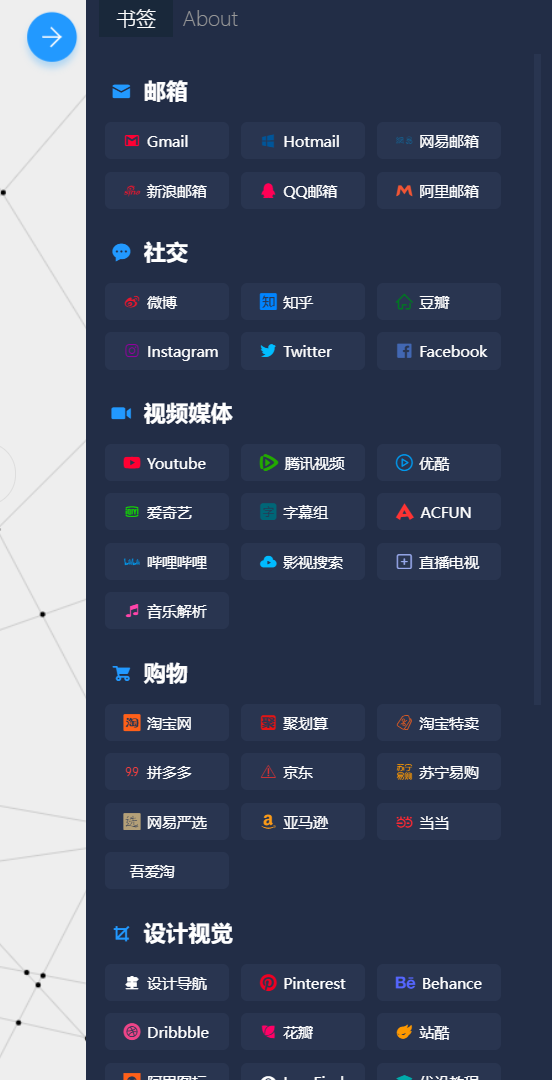 书签 About
邮箱
Gmail Hotmail 网易邮箱
新浪邮箱 QQ邮箱 阿里邮箱
社交
微博 知乎 豆瓣
Instagram Twitter Facebook
视频媒体
Youtube 腾讯视频 优酷
爱奇艺 字幕组 ACFUN
哔哩哔哩 影视搜索 直播电视
音乐解析
购物
淘宝网 聚划算 淘宝特卖
拼多多 京东 苏宁易购
网易严选 亚马逊 当当
吾爱淘
设计视觉
设计导航 Pinterest Behance
Dribbble 花瓣 站酷